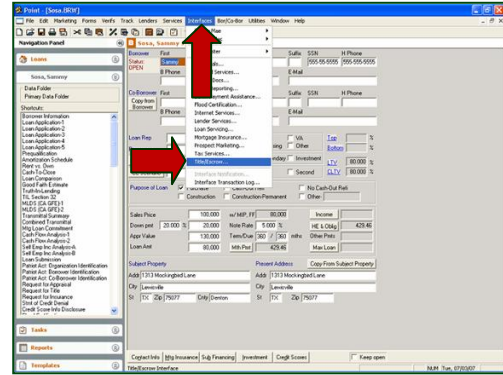 Point - [Sosa.BRW]
File Edit Marketing Forms Verifs Track Lenders Services Interfaces Bor/Co-Bor Utilities Window Help
Navigation Panel
Sosa, Sammy
Loans
Borrower First Suffix SSN H Phone
Status: OPEN Sammy 555-55-5555 (555) 555-5555
B Phone E-Mail
Sosa, Sammy
Data Folder
Primary Data Folder
Shortcuts:
Borrower Information
Loan Application-1
Loan Application-2
Loan Application-3
Loan Application-4
Prequalification
Amortization Schedule
Rent vs. Own
Cash-To-Close
Loan Comparison
Good Faith Estimate
Truth-In-Lending
TIL Section 32
MLDS (CA GFE)-1
MLDS (CA GFE)-2
Transmittal Summary
Combined Transmittal
Mtg Loan Commitment
Cash Flow Analysis-1
Cash Flow Analysis-2
Self Emp Inc Analysis-A
Self Emp Inc Analysis-B
Loan Submission
Patriot Act: Organization Identification
Patriot Act: Borrower Identification
Patriot Act: Co-Borrower Identification
Request for Appraisal
Request for Title
Request for Insurance
Stmt of Credit Denial
Credit Score Info Disclosure
Tasks
Reports
Templates
Co-Borrower First Suffix SSN H Phone
Copy from Borrower
B Phone E-Mail
Flood Certification...
Internet Services...
Lender Services...
Loan Servicing...
Mortgage Insurance...
Prospect Marketing...
Tax Services...
Title/Escrow...
Interface Notification...
Interface Transaction Log...
Loan Rep
VA
Other
Top %
Bottom %
Investment
LTV 80.000 %
Second
CLTV 80.000 %
Purpose of Loan Purchase Cash-Out Refi No Cash-Out Refi
Construction Construction-Permanent Other
Sales Price 100,000 w/ MIP, FF 80,000 Income
Down pmt 20.000 % 20,000 Note Rate 5.000 % HE & Oblig 429.46
Appr Value 130,000 Term/Due 360 / 360 mths Other Pmts
Loan Amt 80,000 Mth Pmt 429.46 Max Loan
Subject Property Present Address Copy From Subject Property
Addr 1313 Mockingbird Lane Addr 1313 Mockingbird Lane
City Lewisville City Lewisville
St TX Zip 75077 Cnty Denton St TX Zip 75077
Contact Info Mtg Insurance Sub Financing Investment Credit Scores Keep open
Title/Escrow Interface NUM Tue, 07/03/07